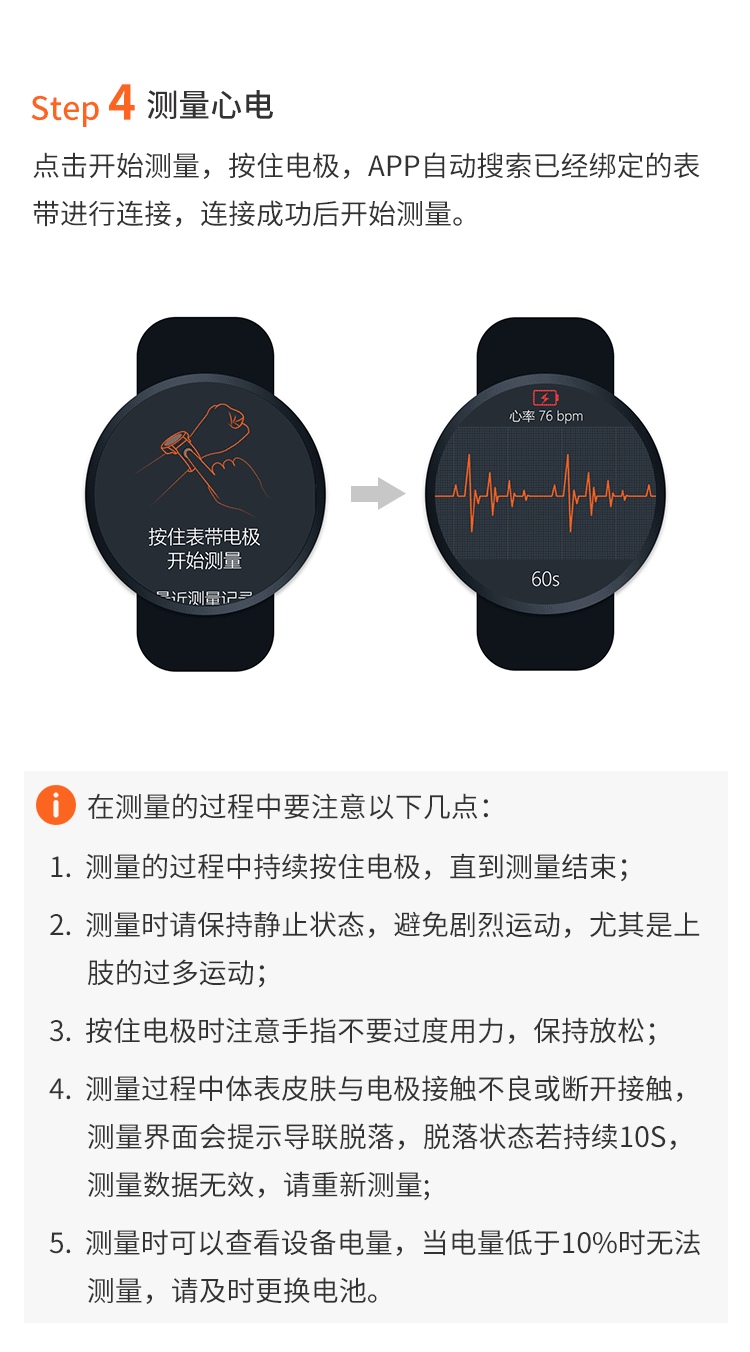 Step 4 测量心电
点击开始测量，按住电极，APP自动搜索已经绑定的表
带进行连接，连接成功后开始测量。
按住表带电极
开始测量
最近测量记录
心率 76 bpm
60s
在测量的过程中要注意以下几点：
1. 测量的过程中持续按住电极，直到测量结束；
2. 测量时请保持静止状态，避免剧烈运动，尤其是上
肢的过多运动；
3. 按住电极时注意手指不要过度用力，保持放松；
4. 测量过程中体表皮肤与电极接触不良或断开接触，
测量界面会提示导联脱落，脱落状态若持续10S，
测量数据无效，请重新测量;
5. 测量时可以查看设备电量，当电量低于10%时无法
测量，请及时更换电池。